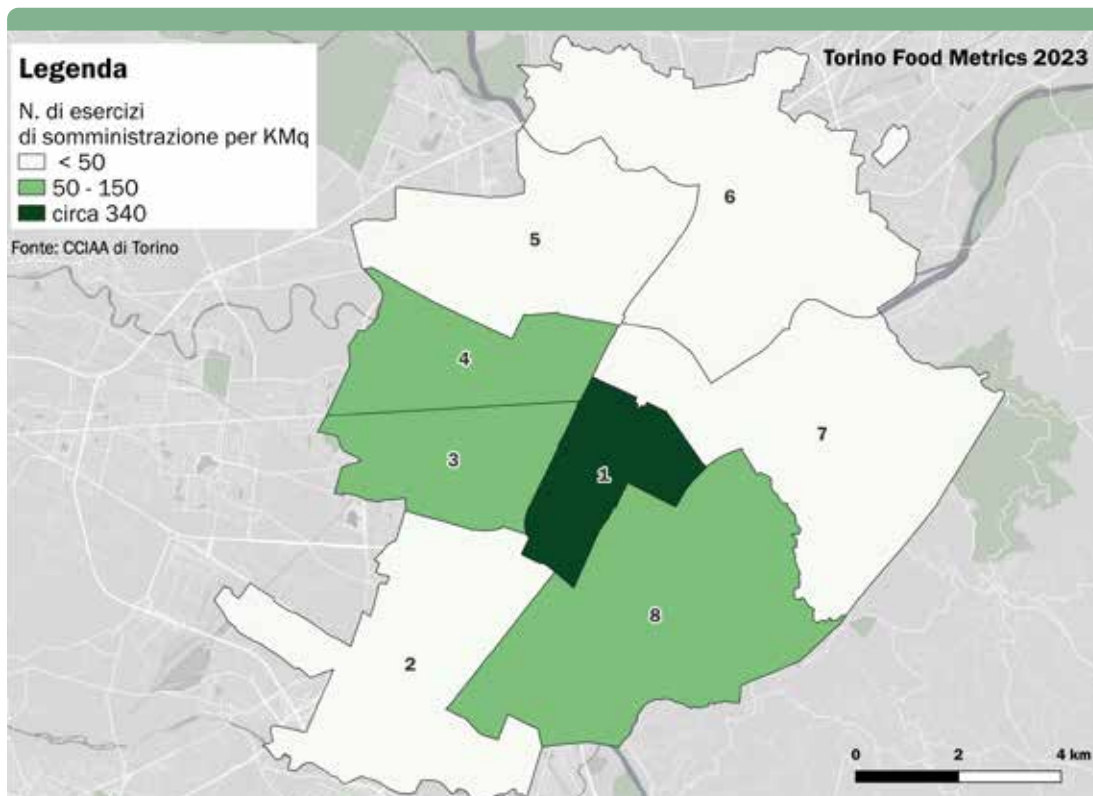 Torino Food Metrics 2023
Legenda
N. di esercizi
di somministrazione per KMq
< 50
50 - 150
circa 340
Fonte: CCIAA di Torino
6
5
4
7
3
1
8
2
0 2 4 km